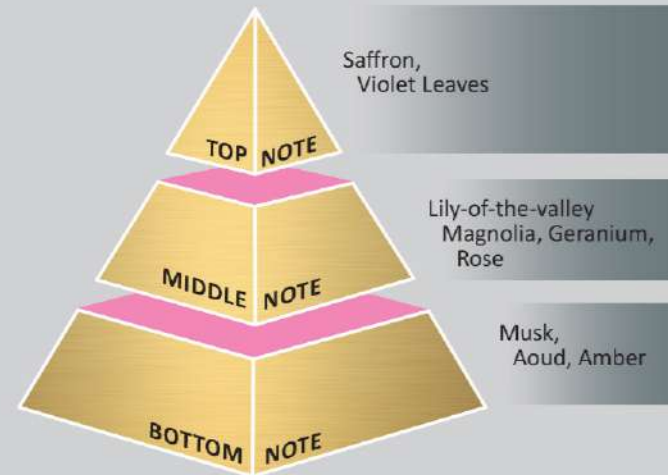 Saffron,
Violet Leaves
TOP NOTE
Lily-of-the-valley
Magnolia, Geranium,
Rose
MIDDLE NOTE
Musk,
Aoud, Amber
BOTTOM NOTE